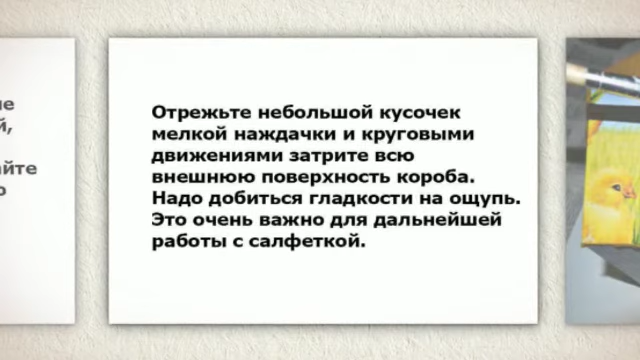 Отрежьте небольшой кусочек
мелкой наждачки и круговыми
движениями затрите всю
внешнюю поверхность короба.
Надо добиться гладкости на ощупь.
Это очень важно для дальнейшей
работы с салфеткой.